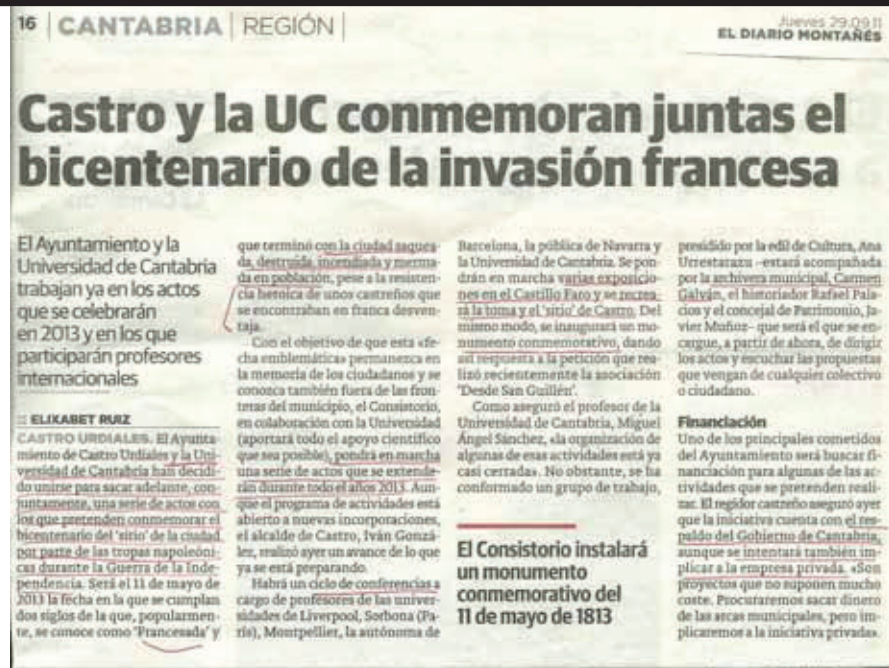 16 | CANTABRIA | REGIÓN |
Jueves 29.09.11
EL DIARIO MONTAÑÉS
Castro y la UC conmemoran juntas el
bicentenario de la invasión francesa
El Ayuntamiento y la
Universidad de Cantabria
trabajan ya en los actos
que se celebrarán
en 2013 y en los que
participarán profesores
internacionales
:: ELIXABET RUIZ
CASTRO URDIALES. El Ayunta-
miento de Castro Urdiales y la Uni-
versidad de Cantabria han decidi-
do unirse para sacar adelante, con-
juntamente, una serie de actos con
los que pretenden conmemorar el
bicentenario del 'sitio' de la ciudad
por parte de las tropas napoleóni-
cas durante la Guerra de la Inde-
pendencia. Será el 11 de mayo de
2013 la fecha en la que se cumplan
dos siglos de la que, popularmen-
te, se conoce como 'Francesada' y
que terminó con la ciudad saquea-
da, destruida, incendiada y merma-
da en población, pese a la resisten-
cia heroica de unos castreños que
se encontraban en franca desven-
taja.
Con el objetivo de que esta «fe-
cha emblemática» permanezca en
la memoria de los ciudadanos y se
conozca también fuera de las fron-
teras del municipio, el Consistorio,
en colaboración con la Universidad
(aportará todo el apoyo científico
que sea posible), pondrá en marcha
una serie de actos que se extende-
rán durante todo el años 2013. Aun-
que el programa de actividades está
abierto a nuevas incorporaciones,
el alcalde de Castro, Iván Gonzá-
lez, realizó ayer un avance de lo que
ya se está preparando.
Habrá un ciclo de conferencias a
cargo de profesores de las univer-
sidades de Liverpool, Sorbona (Pa-
rís), Montpellier, la autónoma de
Barcelona, la pública de Navarra y
la Universidad de Cantabria. Se pon-
drán en marcha varias exposicio-
nes en el Castillo Faro y se recrea-
rá la toma y el 'sitio' de Castro. Del
mismo modo, se inaugurará un mo-
numento conmemorativo, dando
así respuesta a la petición que rea-
lizó recientemente la asociación
'Desde San Guillén'.
Como aseguró el profesor de la
Universidad de Cantabria, Miguel
Ángel Sánchez, «la organización de
algunas de esas actividades está ya
casi cerrada». No obstante, se ha
conformado un grupo de trabajo,
El Consistorio instalará
un monumento
conmemorativo del
11 de mayo de 1813
presidido por la edil de Cultura, Ana
Urrestarazu –estará acompañada
por la archivera municipal, Carmen
Galván, el historiador Rafael Pala-
cios y el concejal de Patrimonio, Ja-
vier Muñoz– que será el que se en-
cargue, a partir de ahora, de dirigir
los actos y escuchar las propuestas
que vengan de cualquier colectivo
o ciudadano.
Financiación
Uno de los principales cometidos
del Ayuntamiento será buscar fi-
nanciación para algunas de las ac-
tividades que se pretenden reali-
zar. El regidor castreño aseguró ayer
que la iniciativa cuenta con el res-
paldo del Gobierno de Cantabria,
aunque se intentará también im-
plicar a la empresa privada. «Son
proyectos que no suponen mucho
coste. Procuraremos sacar dinero
de las arcas municipales, pero im-
plicaremos a la iniciativa privada».